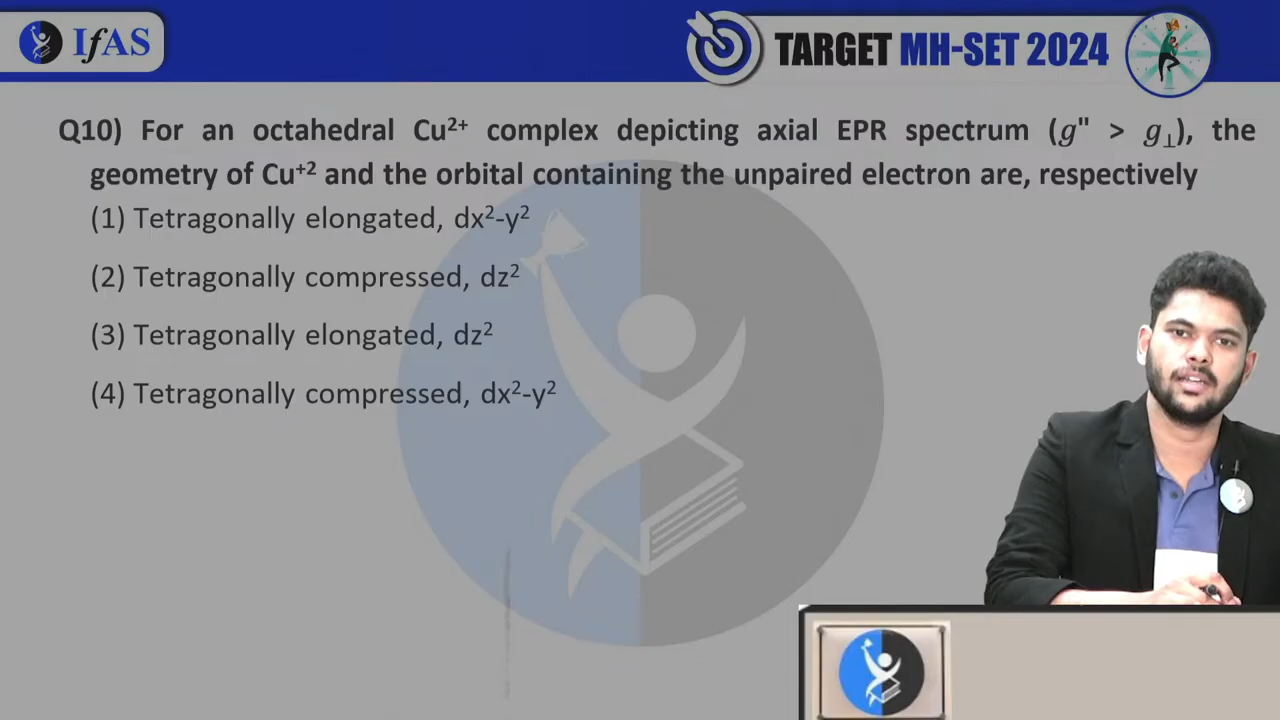 IfAS
TARGET MH-SET 2024
Q10) For an octahedral Cu²⁺ complex depicting axial EPR spectrum (g" > g⊥), the
geometry of Cu⁺² and the orbital containing the unpaired electron are, respectively
(1) Tetragonally elongated, dx²-y²
(2) Tetragonally compressed, dz²
(3) Tetragonally elongated, dz²
(4) Tetragonally compressed, dx²-y²